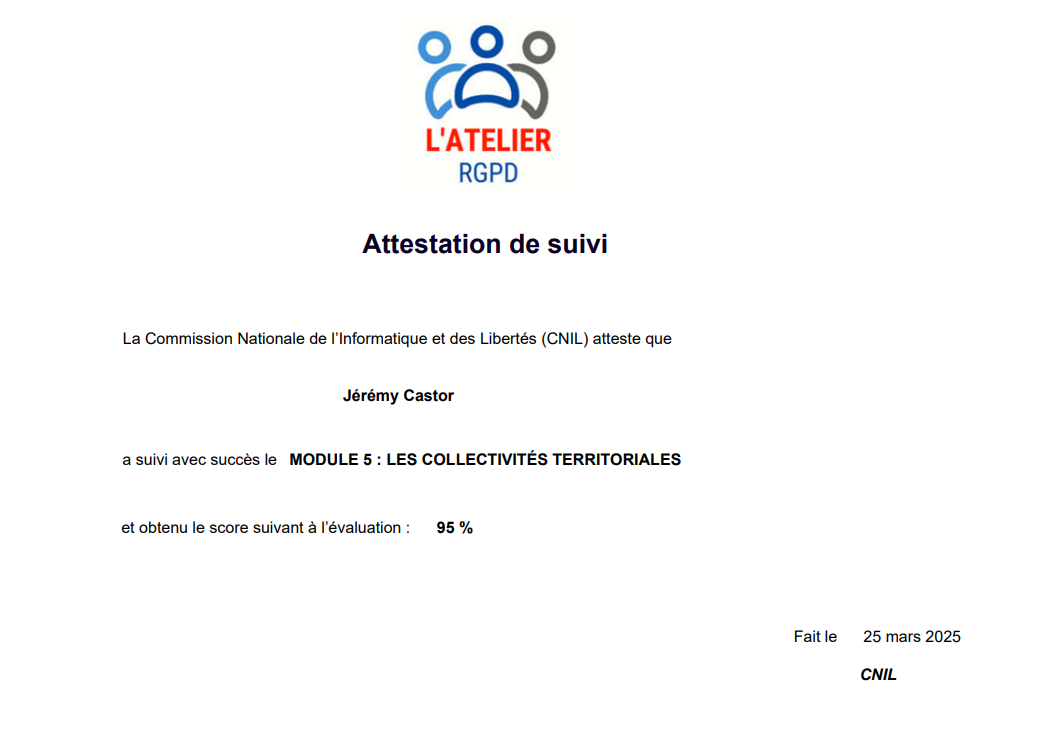 L'ATELIER
RGPD
Attestation de suivi
La Commission Nationale de l’Informatique et des Libertés (CNIL) atteste que
Jérémy Castor
a suivi avec succès le MODULE 5 : LES COLLECTIVITÉS TERRITORIALES
et obtenu le score suivant à l’évaluation : 95 %
Fait le 25 mars 2025
CNIL